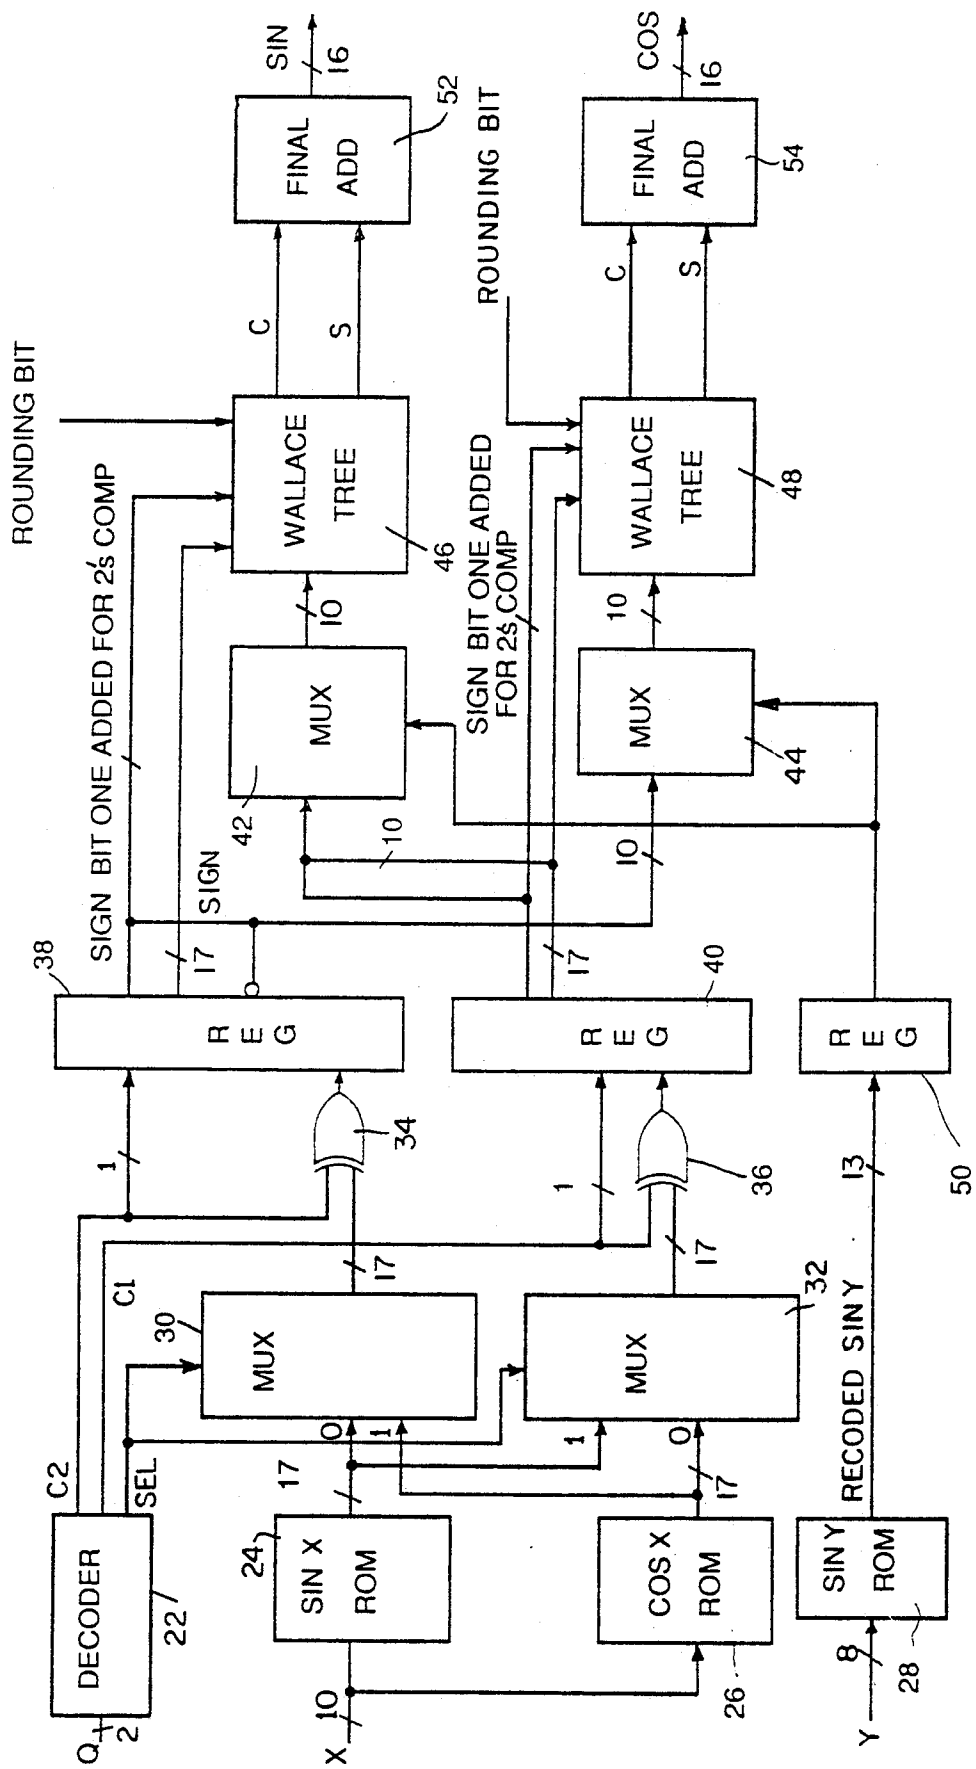 Q
2
DECODER
22
C2
C1
SEL
X
10
SIN X
ROM
24
17
COS X
ROM
26
17
Y
8
SIN Y
ROM
28
RECODED SIN Y
13
0
1
MUX
30
17
1
0
MUX
32
17
1
34
1
36
REG
38
REG
40
REG
50
17
SIGN
17
SIGN BIT ONE ADDED FOR 2's COMP
10
10
MUX
42
10
MUX
44
10
SIGN BIT ONE ADDED
FOR 2's COMP
ROUNDING BIT
WALLACE
TREE
46
ROUNDING BIT
WALLACE
TREE
48
C
S
C
S
FINAL
ADD
52
FINAL
ADD
54
SIN
16
COS
16